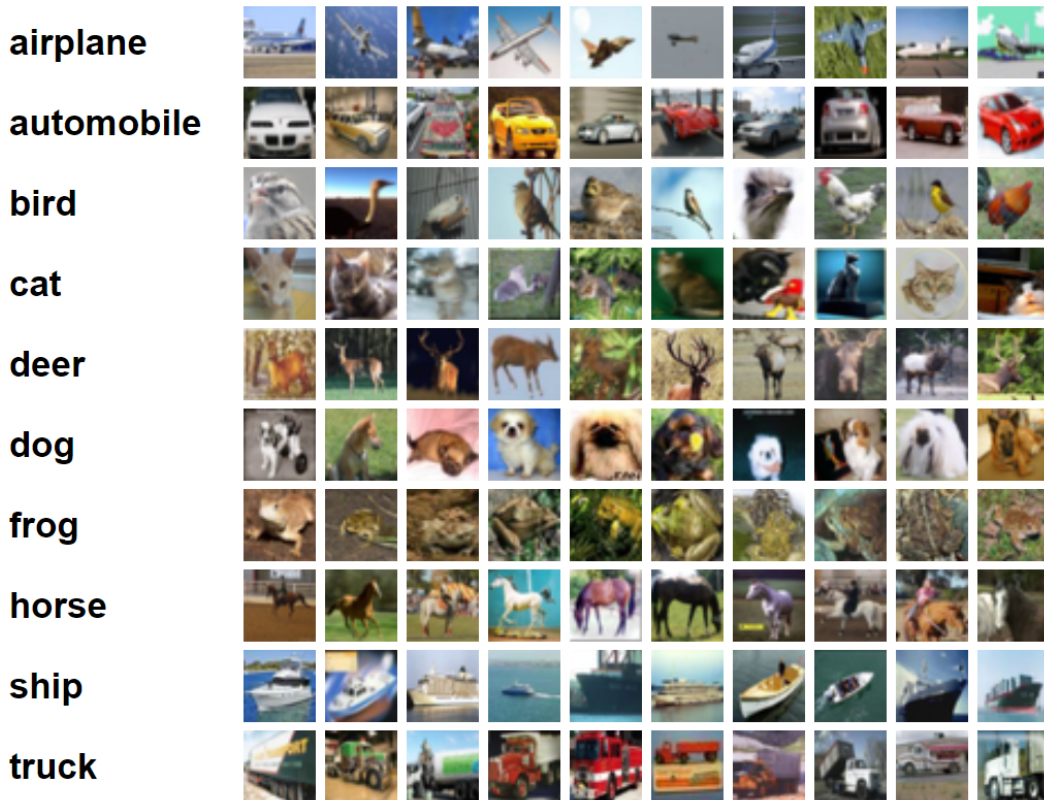 airplane
automobile
bird
cat
deer
dog
frog
horse
ship
truck